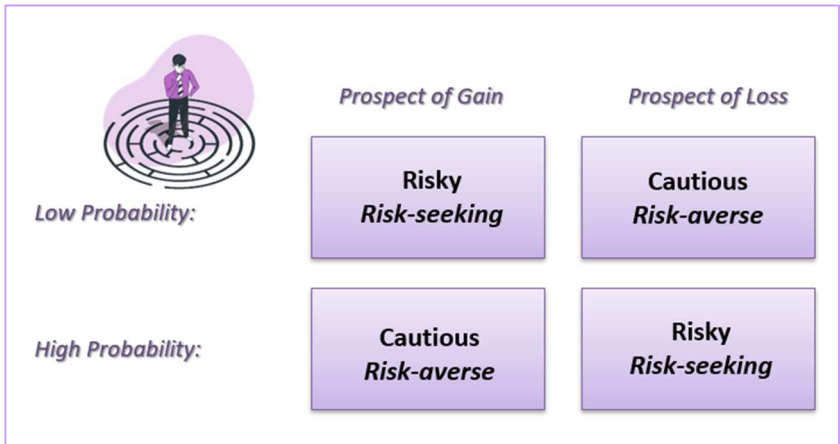 Prospect of Gain
Prospect of Loss
Low Probability:
Risky
Risk-seeking
Cautious
Risk-averse
High Probability:
Cautious
Risk-averse
Risky
Risk-seeking